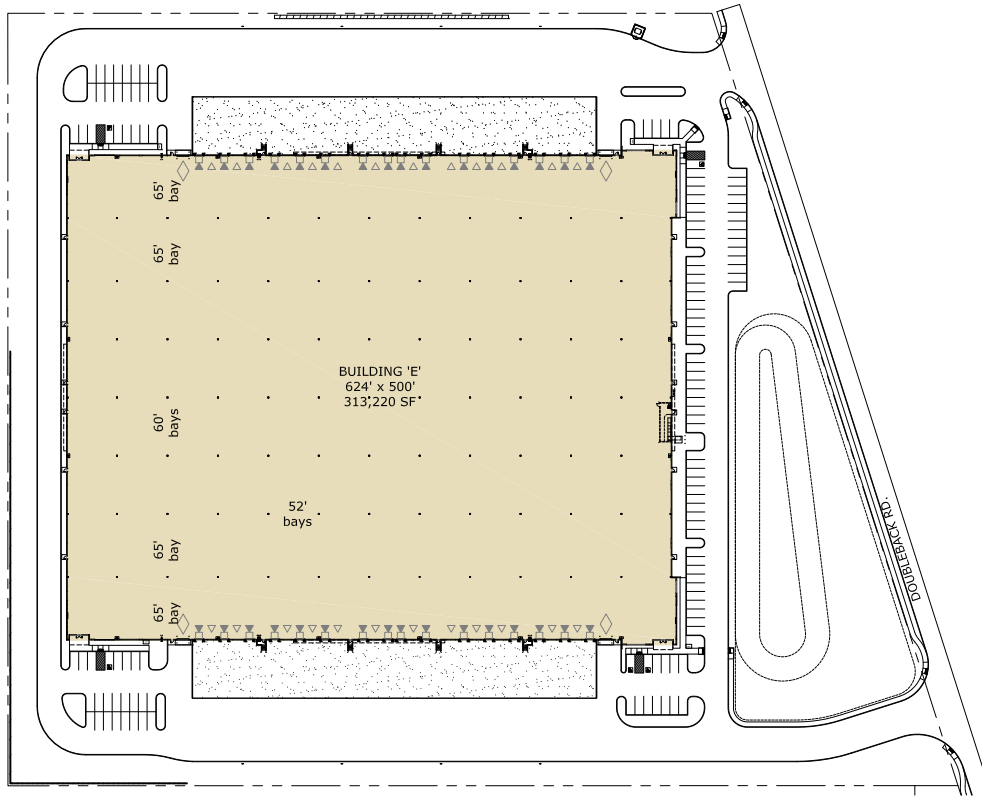 65'
bay
65'
bay
BUILDING 'E'
624' x 500'
313,220 SF
60'
bays
52'
bays
65'
bay
65'
bay
DOUBLEBACK RD.